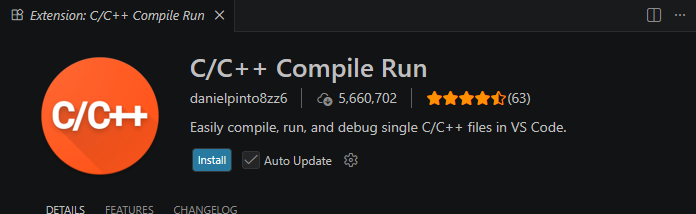 Extension: C/C++ Compile Run
C/C++
C/C++ Compile Run
danielpinto8zz6 5,660,702 (63)
Easily compile, run, and debug single C/C++ files in VS Code.
Install Auto Update
DETAILS FEATURES CHANGELOG